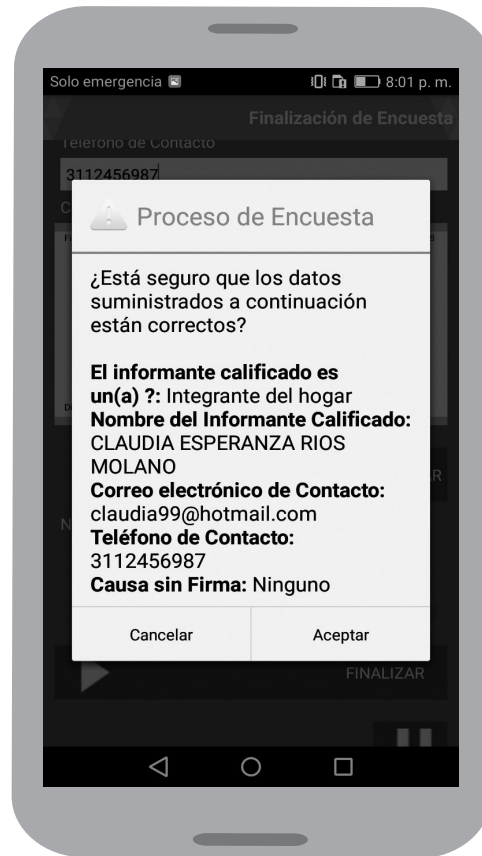 Solo emergencia
8:01 p. m.
Finalización de Encuesta
Teléfono de Contacto
3112456987
Proceso de Encuesta
¿Está seguro que los datos
suministrados a continuación
están correctos?
El informante calificado es
un(a) ?: Integrante del hogar
Nombre del Informante Calificado:
CLAUDIA ESPERANZA RIOS
MOLANO
Correo electrónico de Contacto:
claudia99@hotmail.com
Teléfono de Contacto:
3112456987
Causa sin Firma: Ninguno
Cancelar
Aceptar
FINALIZAR